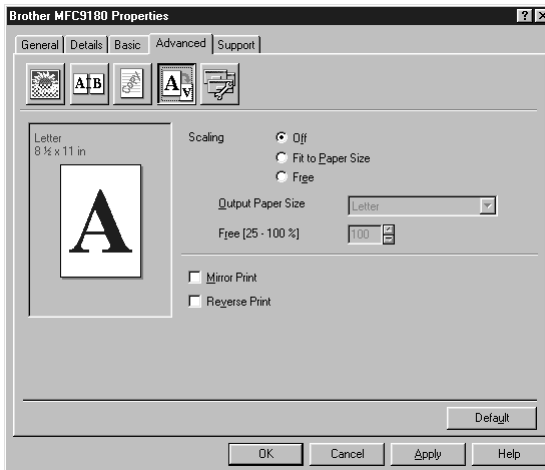 Brother MFC9180 Properties
General Details Basic Advanced Support
A B
A
Letter
8 ½ x 11 in
A
Scaling
Off
Fit to Paper Size
Free
Output Paper Size Letter
Free [25 - 100 %] 100
Mirror Print
Reverse Print
Default
OK Cancel Apply Help